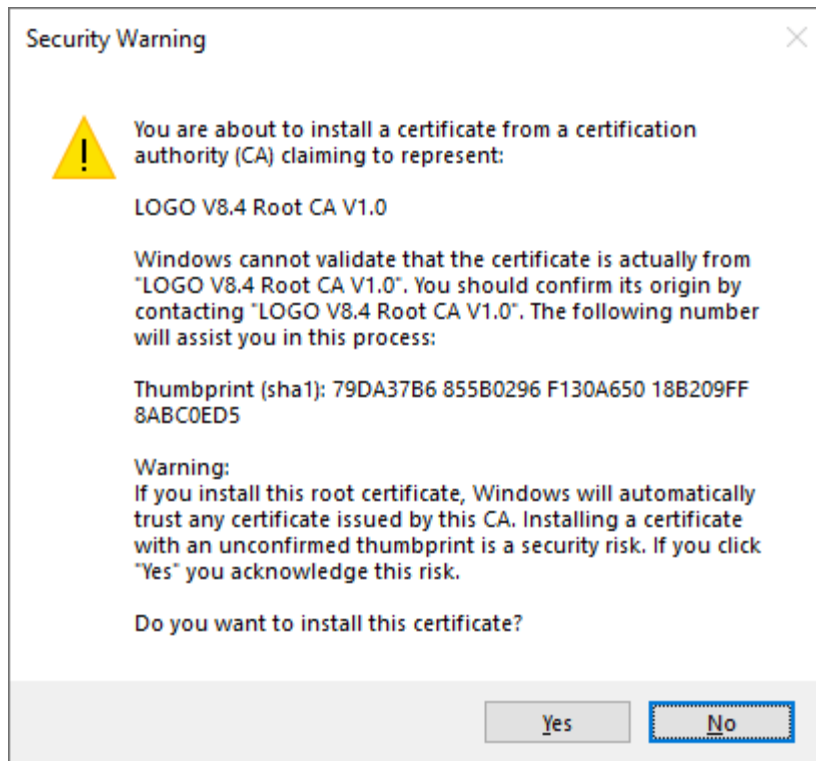 Security Warning
You are about to install a certificate from a certification
authority (CA) claiming to represent:
LOGO V8.4 Root CA V1.0
Windows cannot validate that the certificate is actually from
"LOGO V8.4 Root CA V1.0". You should confirm its origin by
contacting "LOGO V8.4 Root CA V1.0". The following number
will assist you in this process:
Thumbprint (sha1): 79DA37B6 855B0296 F130A650 18B209FF
8ABC0ED5
Warning:
If you install this root certificate, Windows will automatically
trust any certificate issued by this CA. Installing a certificate
with an unconfirmed thumbprint is a security risk. If you click
"Yes" you acknowledge this risk.
Do you want to install this certificate?
Yes No